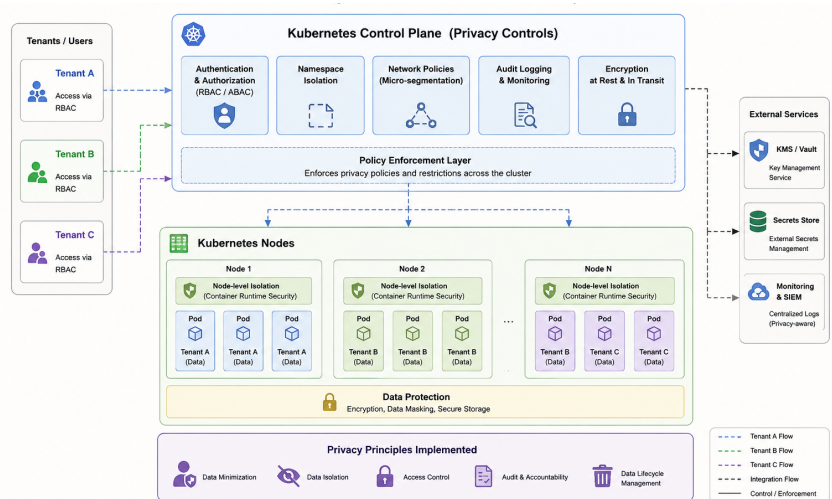 Tenants / Users
Tenant A
Access via
RBAC
Tenant B
Access via
RBAC
Tenant C
Access via
RBAC
Kubernetes Control Plane (Privacy Controls)
Authentication
& Authorization
(RBAC / ABAC)
Namespace
Isolation
Network Policies
(Micro-segmentation)
Audit Logging
& Monitoring
Encryption
at Rest & In Transit
Policy Enforcement Layer
Enforces privacy policies and restrictions across the cluster
External Services
KMS / Vault
Key Management
Service
Secrets Store
External Secrets
Management
Monitoring
& SIEM
Centralized Logs
(Privacy-aware)
Kubernetes Nodes
Node 1
Node-level Isolation
(Container Runtime Security)
Pod
Tenant A
(Data)
Pod
Tenant A
(Data)
Pod
Tenant A
(Data)
Node 2
Node-level Isolation
(Container Runtime Security)
Pod
Tenant B
(Data)
Pod
Tenant B
(Data)
Pod
Tenant B
(Data)
...
Node N
Node-level Isolation
(Container Runtime Security)
Pod
Tenant B
(Data)
Pod
Tenant C
(Data)
Pod
Tenant C
(Data)
Data Protection
Encryption, Data Masking, Secure Storage
Privacy Principles Implemented
Data Minimization
Data Isolation
Access Control
Audit & Accountability
Data Lifecycle
Management
Tenant A Flow
Tenant B Flow
Tenant C Flow
Integration Flow
Control / Enforcement